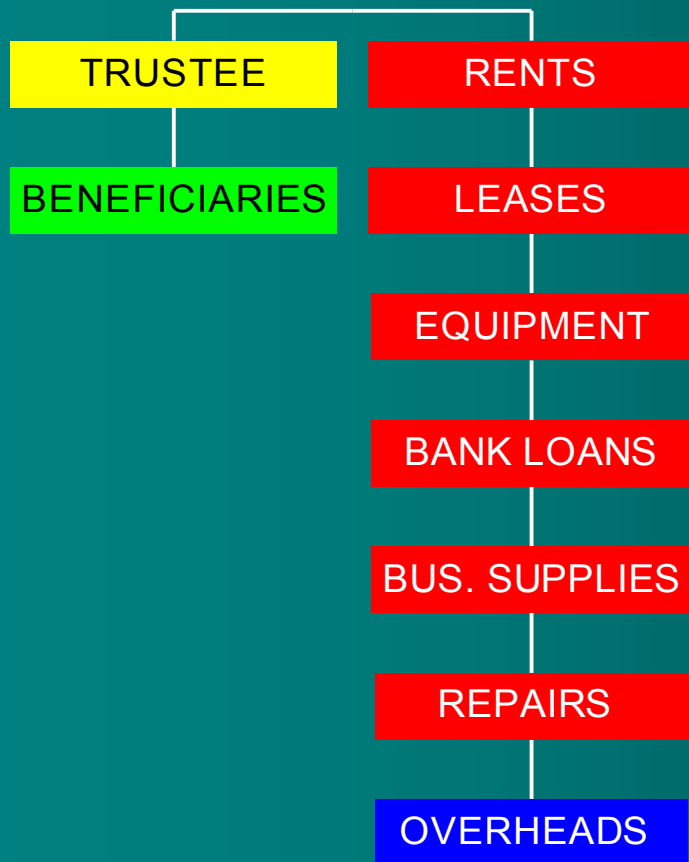 TRUSTEE
BENEFICIARIES
RENTS
LEASES
EQUIPMENT
BANK LOANS
BUS. SUPPLIES
REPAIRS
OVERHEADS